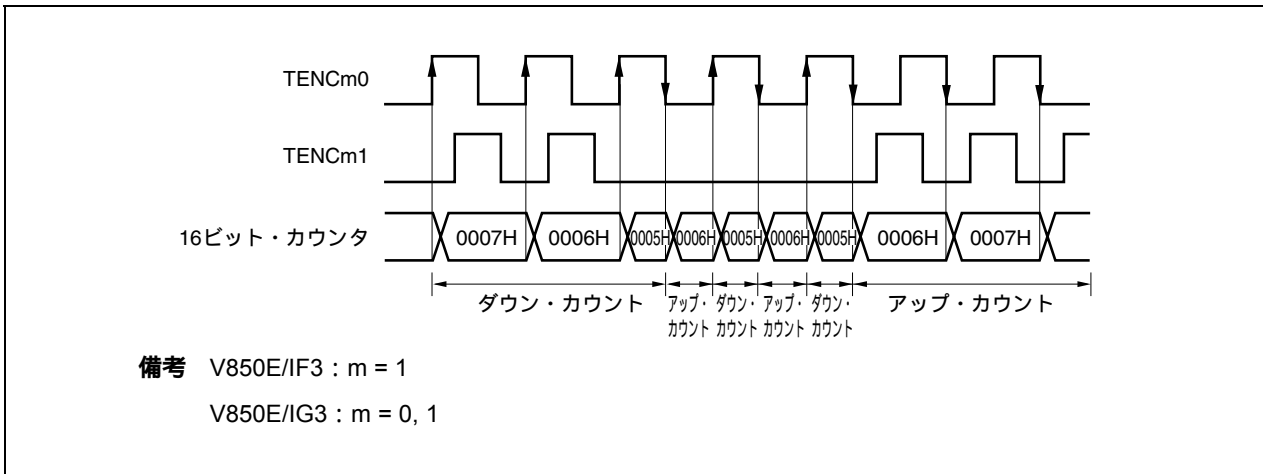 TENCm0
TENCm1
16ビット・カウンタ
0007H 0006H 0005H 0006H 0005H 0006H 0005H 0006H 0007H
ダウン・カウント アップ・カウント ダウン・カウント アップ・カウント ダウン・カウント アップ・カウント
備考 V850E/IF3：m = 1
V850E/IG3：m = 0, 1